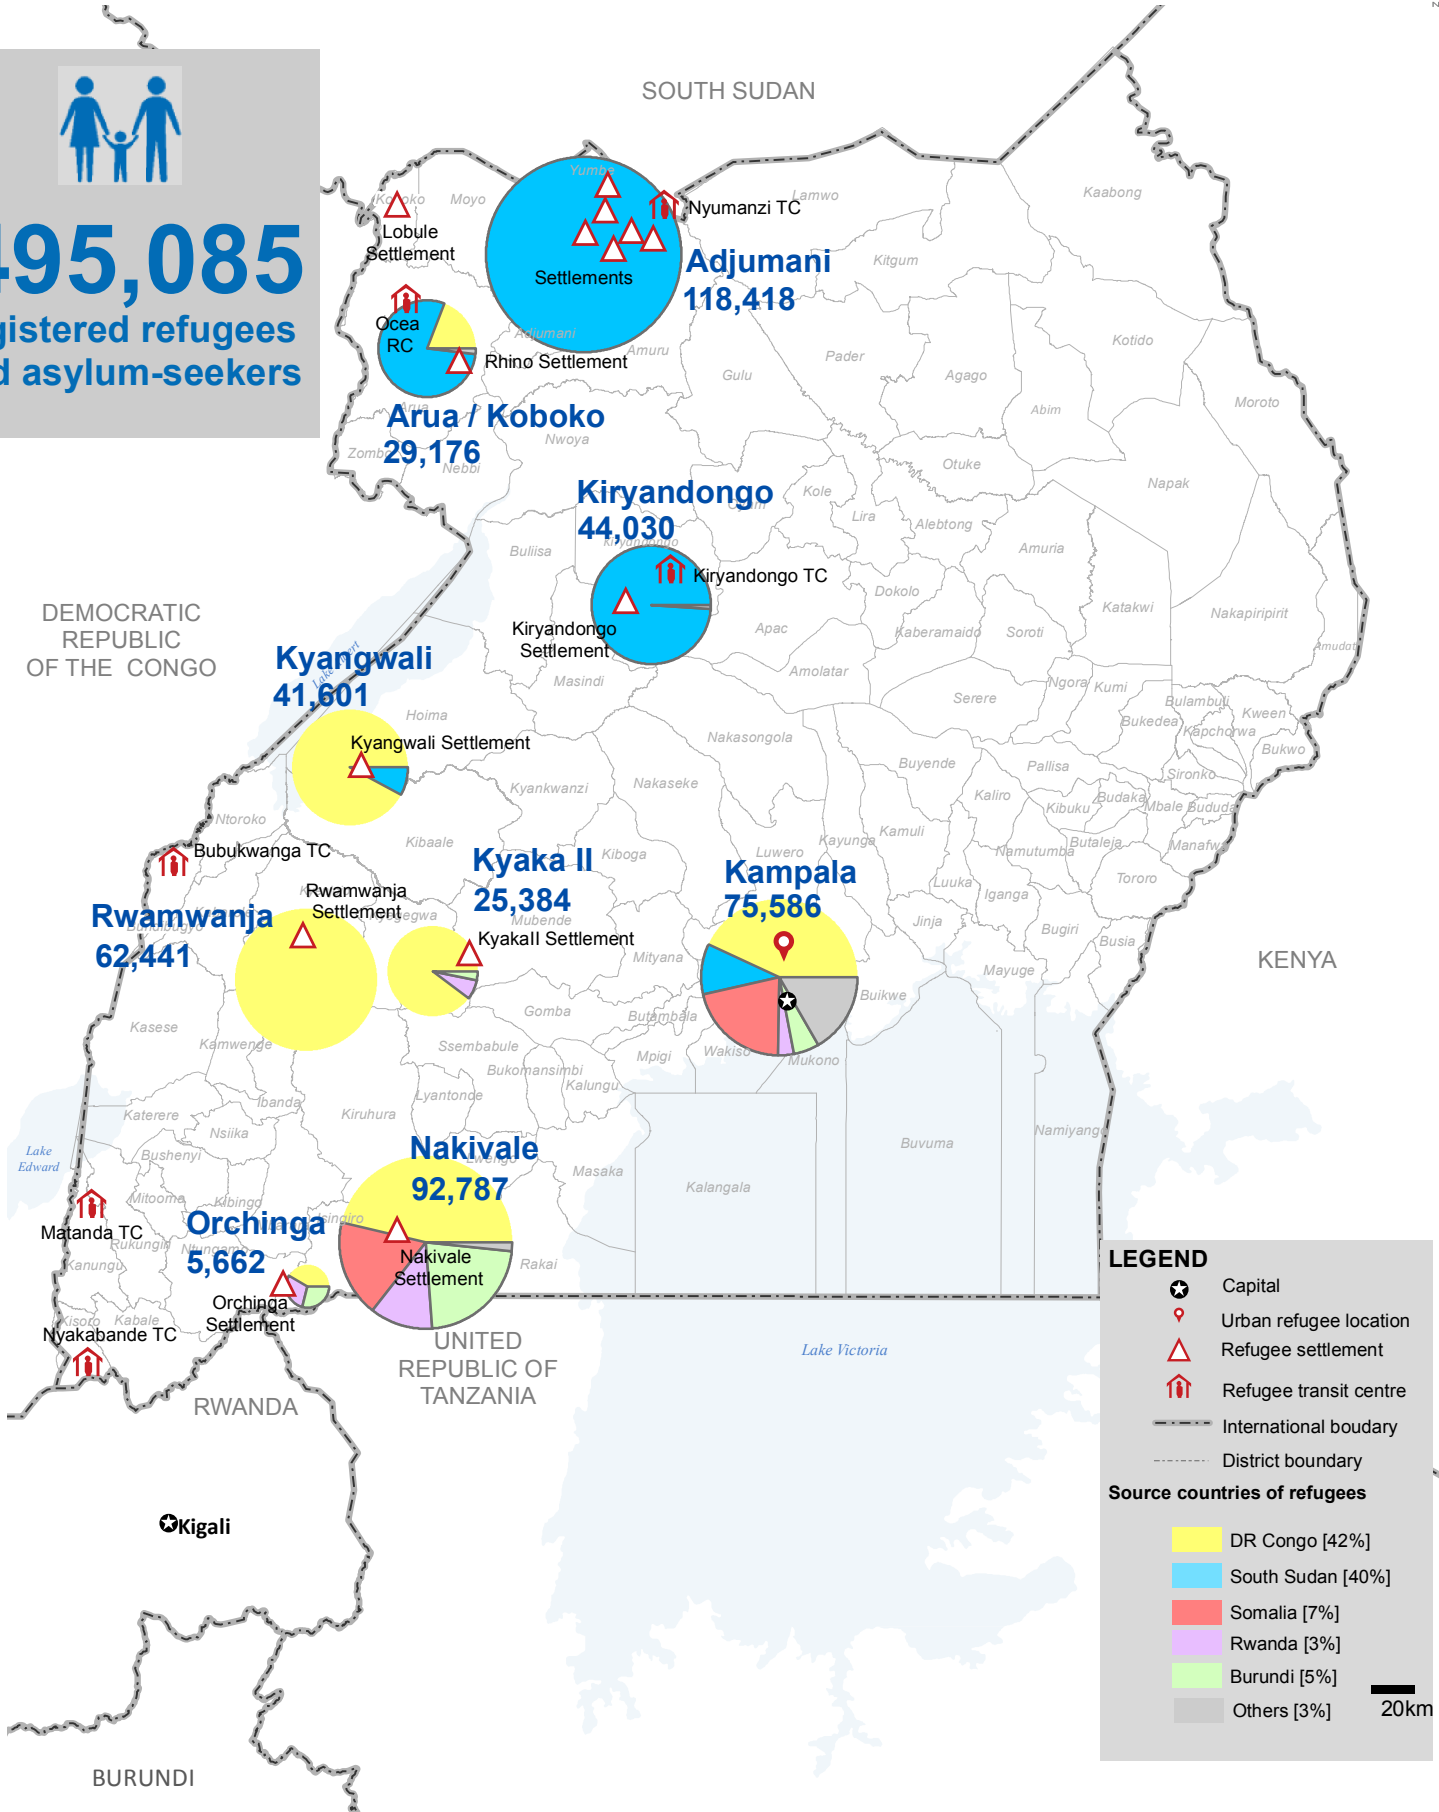 SOUTH SUDAN
495,085
gistered refugees
d asylum-seekers
Yumbe
Koboko
Moyo
Lobule
Settlement
Nyumanzi TC
Lamwo
Kaabong
Adjumani
118,418
Settlements
Kitgum
Ocea
RC
Adjumani
Rhino Settlement
Amuru
Gulu
Pader
Agago
Kotido
Abim
Moroto
Arua
Arua / Koboko
29,176
Zombo
Nebbi
Nwoya
Otuke
Napak
Kiryandongo
44,030
Kole
Lira
Alebtong
Amuria
Buliisa
Kiryandongo TC
Kiryandongo
Settlement
Dokolo
Apac
Kaberamaido
Soroti
Katakwi
Nakapiripirit
Amudat
DEMOCRATIC
REPUBLIC
OF THE CONGO
Kyangwali
41,601
Lake Albert
Masindi
Amolatar
Serere
Ngora
Kumi
Bulambuli
Bukedea
Kween
Kapchorwa
Bukwo
Hoima
Kyangwali Settlement
Nakasongola
Buyende
Pallisa
Sironko
Kyankwanzi
Nakaseke
Kaliro
Kibuku
Budaka
Mbale
Bududa
Ntoroko
Kibaale
Kiboga
Luwero
Kayunga
Kamuli
Namutumba
Butaleja
Manafwa
Bubukwanga TC
Kyaka II
25,384
Kampala
75,586
Tororo
Rwamwanja
Settlement
Rwamwanja
62,441
Bundibugyo
Kyegegwa
Mubende
KyakaII Settlement
Mityana
Luuka
Iganga
Jinja
Bugiri
Busia
Mayuge
KENYA
Buikwe
Kasese
Kamwenge
Gomba
Butambala
Ssembabule
Mpigi
Wakiso
Mukono
Bukomansimbi
Kalungu
Lyantonde
Katerere
Ibanda
Kiruhura
Nsiika
Bushenyi
Buvuma
Namiyango
Lake
Edward
Nakivale
92,787
Lwengo
Masaka
Kalangala
Mitooma
Kibingo
Isingiro
Matanda TC
Orchinga
5,662
Rukungiri
Ntungamo
Kanungu
Nakivale
Settlement
Rakai
Orchinga
Settlement
Kisoro
Kabale
Nyakabande TC
UNITED
REPUBLIC OF
TANZANIA
Lake Victoria
RWANDA
Kigali
BURUNDI
LEGEND
Capital
Urban refugee location
Refugee settlement
Refugee transit centre
International boudary
District boundary
Source countries of refugees
DR Congo [42%]
South Sudan [40%]
Somalia [7%]
Rwanda [3%]
Burundi [5%]
Others [3%]
20km